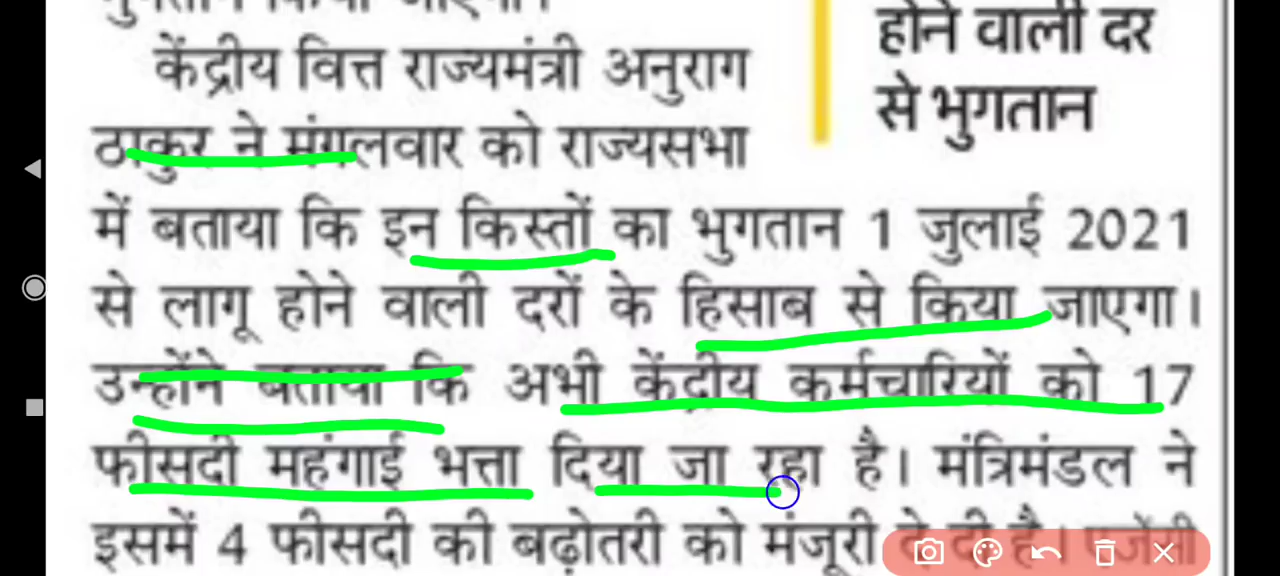 केंद्रीय वित्त राज्यमंत्री अनुराग
ठाकुर ने मंगलवार को राज्यसभा
में बताया कि इन किस्तों का भुगतान 1 जुलाई 2021
से लागू होने वाली दरों के हिसाब से किया जाएगा।
उन्होंने बताया कि अभी केंद्रीय कर्मचारियों को 17
फीसदी महंगाई भत्ता दिया जा रहा है। मंत्रिमंडल ने
इसमें 4 फीसदी की बढ़ोतरी को मंजूरी दे दी है। एजेंसी
होने वाली दर
से भुगतान